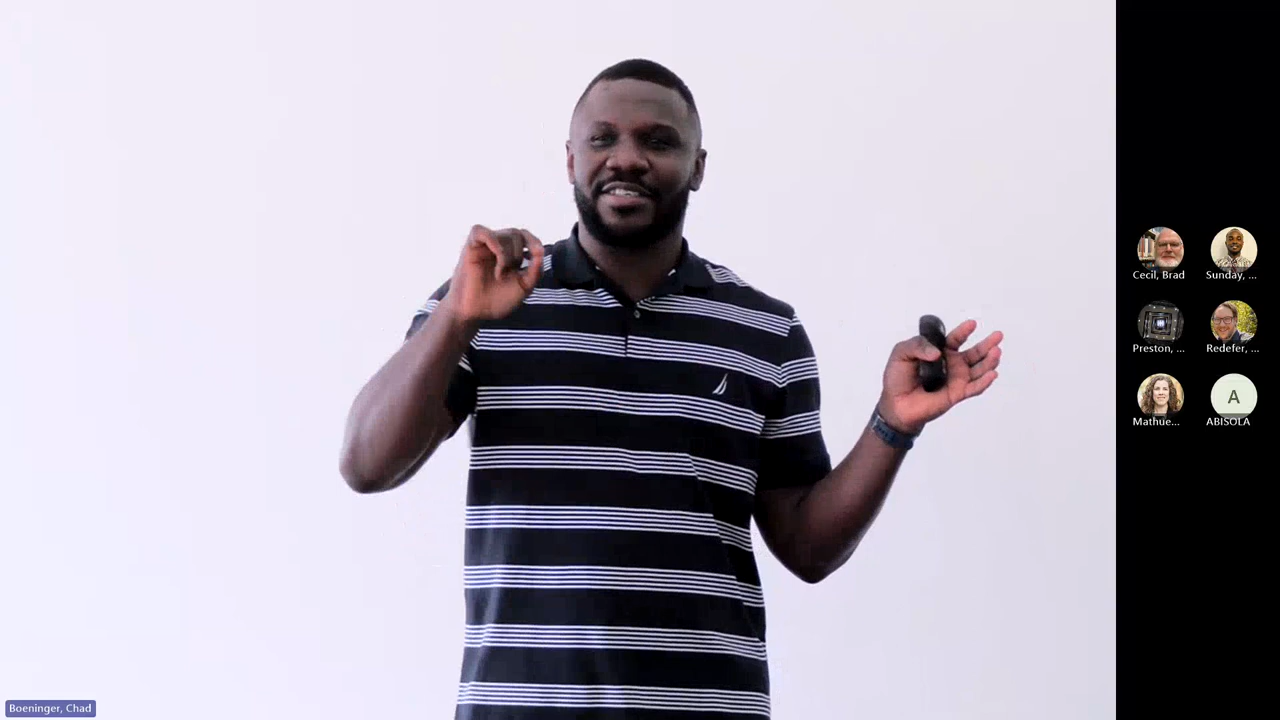 Cecil, Brad
Sunday, ...
Preston, ...
Redefer, ...
Mathue...
A
ABISOLA
Boeninger, Chad